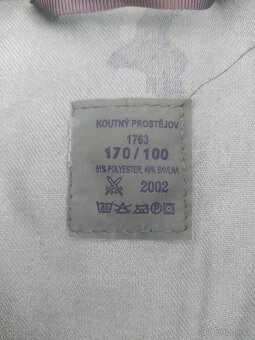 KOUTNÝ PROSTĚJOV
1763
170/100
51% POLYESTER, 49% BAVLNA
2002